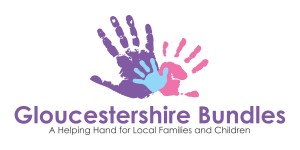 Gloucestershire Bundles
A Helping Hand for Local Families and Children